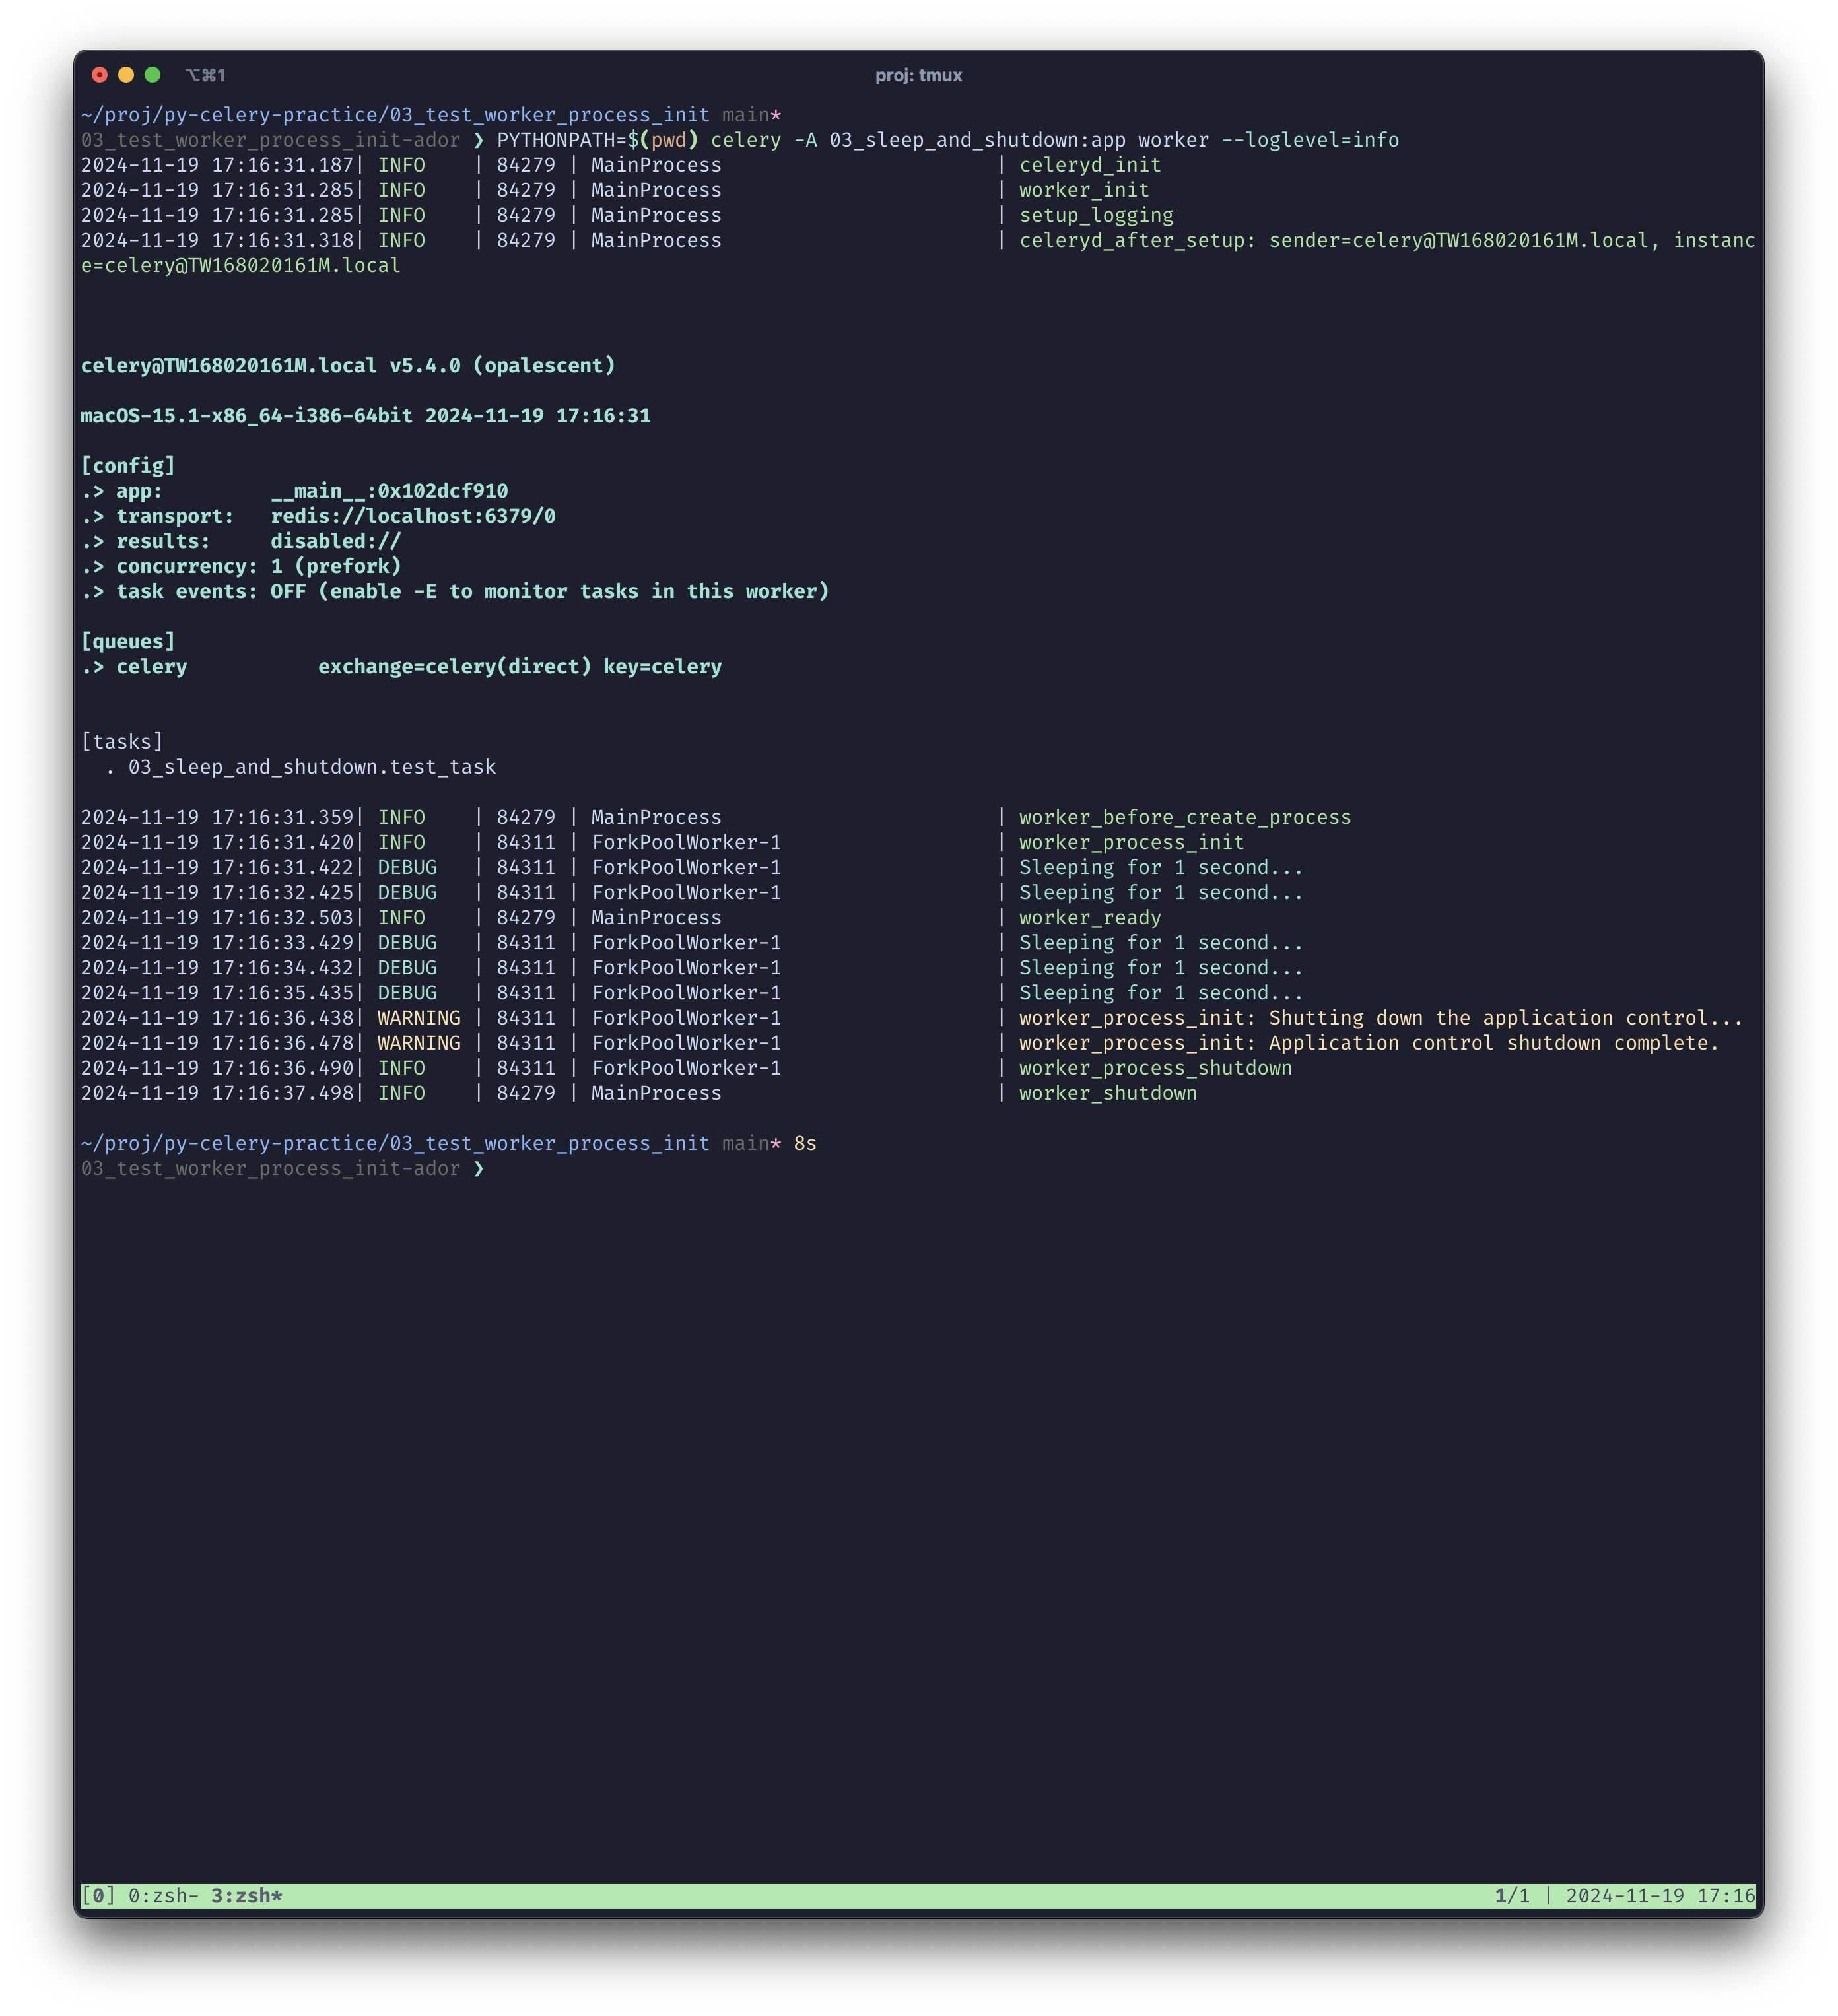 ⌥⌘1 proj: tmux
~/proj/py-celery-practice/03_test_worker_process_init main*
03_test_worker_process_init-ador ❯ PYTHONPATH=$(pwd) celery -A 03_sleep_and_shutdown:app worker --loglevel=info
2024-11-19 17:16:31.187| INFO    | 84279 | MainProcess                       | celeryd_init
2024-11-19 17:16:31.285| INFO    | 84279 | MainProcess                       | worker_init
2024-11-19 17:16:31.285| INFO    | 84279 | MainProcess                       | setup_logging
2024-11-19 17:16:31.318| INFO    | 84279 | MainProcess                       | celeryd_after_setup: sender=celery@TW168020161M.local, instanc
e=celery@TW168020161M.local
celery@TW168020161M.local v5.4.0 (opalescent)
macOS-15.1-x86_64-i386-64bit 2024-11-19 17:16:31
[config]
.> app:         __main__:0x102dcf910
.> transport:   redis://localhost:6379/0
.> results:     disabled://
.> concurrency: 1 (prefork)
.> task events: OFF (enable -E to monitor tasks in this worker)
[queues]
.> celery           exchange=celery(direct) key=celery
[tasks]
  . 03_sleep_and_shutdown.test_task
2024-11-19 17:16:31.359| INFO    | 84279 | MainProcess                       | worker_before_create_process
2024-11-19 17:16:31.420| INFO    | 84311 | ForkPoolWorker-1                  | worker_process_init
2024-11-19 17:16:31.422| DEBUG   | 84311 | ForkPoolWorker-1                  | Sleeping for 1 second...
2024-11-19 17:16:32.425| DEBUG   | 84311 | ForkPoolWorker-1                  | Sleeping for 1 second...
2024-11-19 17:16:32.503| INFO    | 84279 | MainProcess                       | worker_ready
2024-11-19 17:16:33.429| DEBUG   | 84311 | ForkPoolWorker-1                  | Sleeping for 1 second...
2024-11-19 17:16:34.432| DEBUG   | 84311 | ForkPoolWorker-1                  | Sleeping for 1 second...
2024-11-19 17:16:35.435| DEBUG   | 84311 | ForkPoolWorker-1                  | Sleeping for 1 second...
2024-11-19 17:16:36.438| WARNING | 84311 | ForkPoolWorker-1                  | worker_process_init: Shutting down the application control...
2024-11-19 17:16:36.478| WARNING | 84311 | ForkPoolWorker-1                  | worker_process_init: Application control shutdown complete.
2024-11-19 17:16:36.490| INFO    | 84311 | ForkPoolWorker-1                  | worker_process_shutdown
2024-11-19 17:16:37.498| INFO    | 84279 | MainProcess                       | worker_shutdown
~/proj/py-celery-practice/03_test_worker_process_init main* 8s
03_test_worker_process_init-ador ❯
[0] 0:zsh- 3:zsh* 1/1 | 2024-11-19 17:16